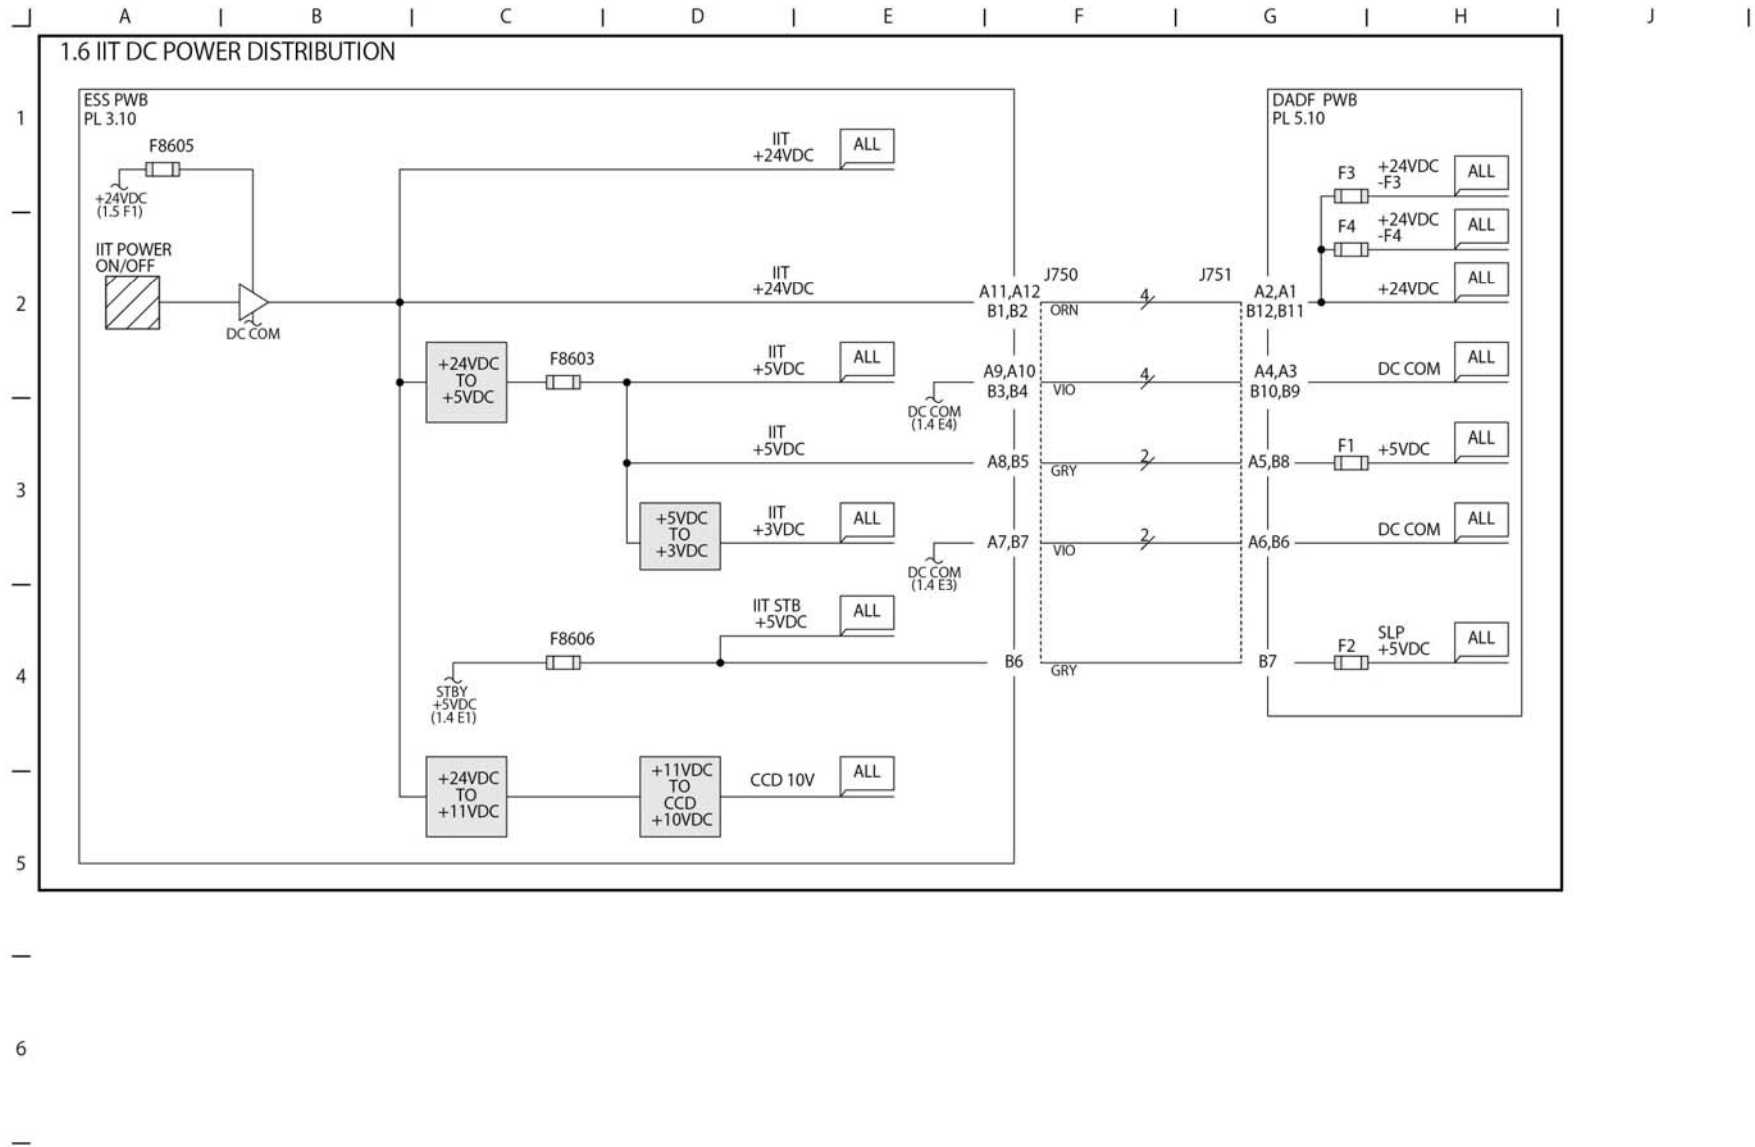 A B C D E F G H J
1.6 IIT DC POWER DISTRIBUTION
1
2
3
4
5
6
ESS PWB
PL 3.10
F8605
+24VDC
(1.5 F1)
IIT POWER
ON/OFF
DC COM
IIT
+24VDC
ALL
IIT
+24VDC
+24VDC
TO
+5VDC
F8603
IIT
+5VDC
ALL
IIT
+5VDC
+5VDC
TO
+3VDC
IIT
+3VDC
ALL
IIT STB
+5VDC
ALL
F8606
STBY
+5VDC
(1.4 E1)
+24VDC
TO
+11VDC
+11VDC
TO
CCD
+10VDC
CCD 10V
ALL
DC COM
(1.4 E4)
DC COM
(1.4 E3)
J750
J751
A11,A12
B1,B2
ORN
4
A2,A1
B12,B11
A9,A10
B3,B4
VIO
4
A4,A3
B10,B9
A8,B5
GRY
2
A5,B8
A7,B7
VIO
2
A6,B6
B6
GRY
B7
DADF PWB
PL 5.10
F3
+24VDC
-F3
ALL
F4
+24VDC
-F4
ALL
+24VDC
ALL
DC COM
ALL
F1
+5VDC
ALL
DC COM
ALL
F2
SLP
+5VDC
ALL